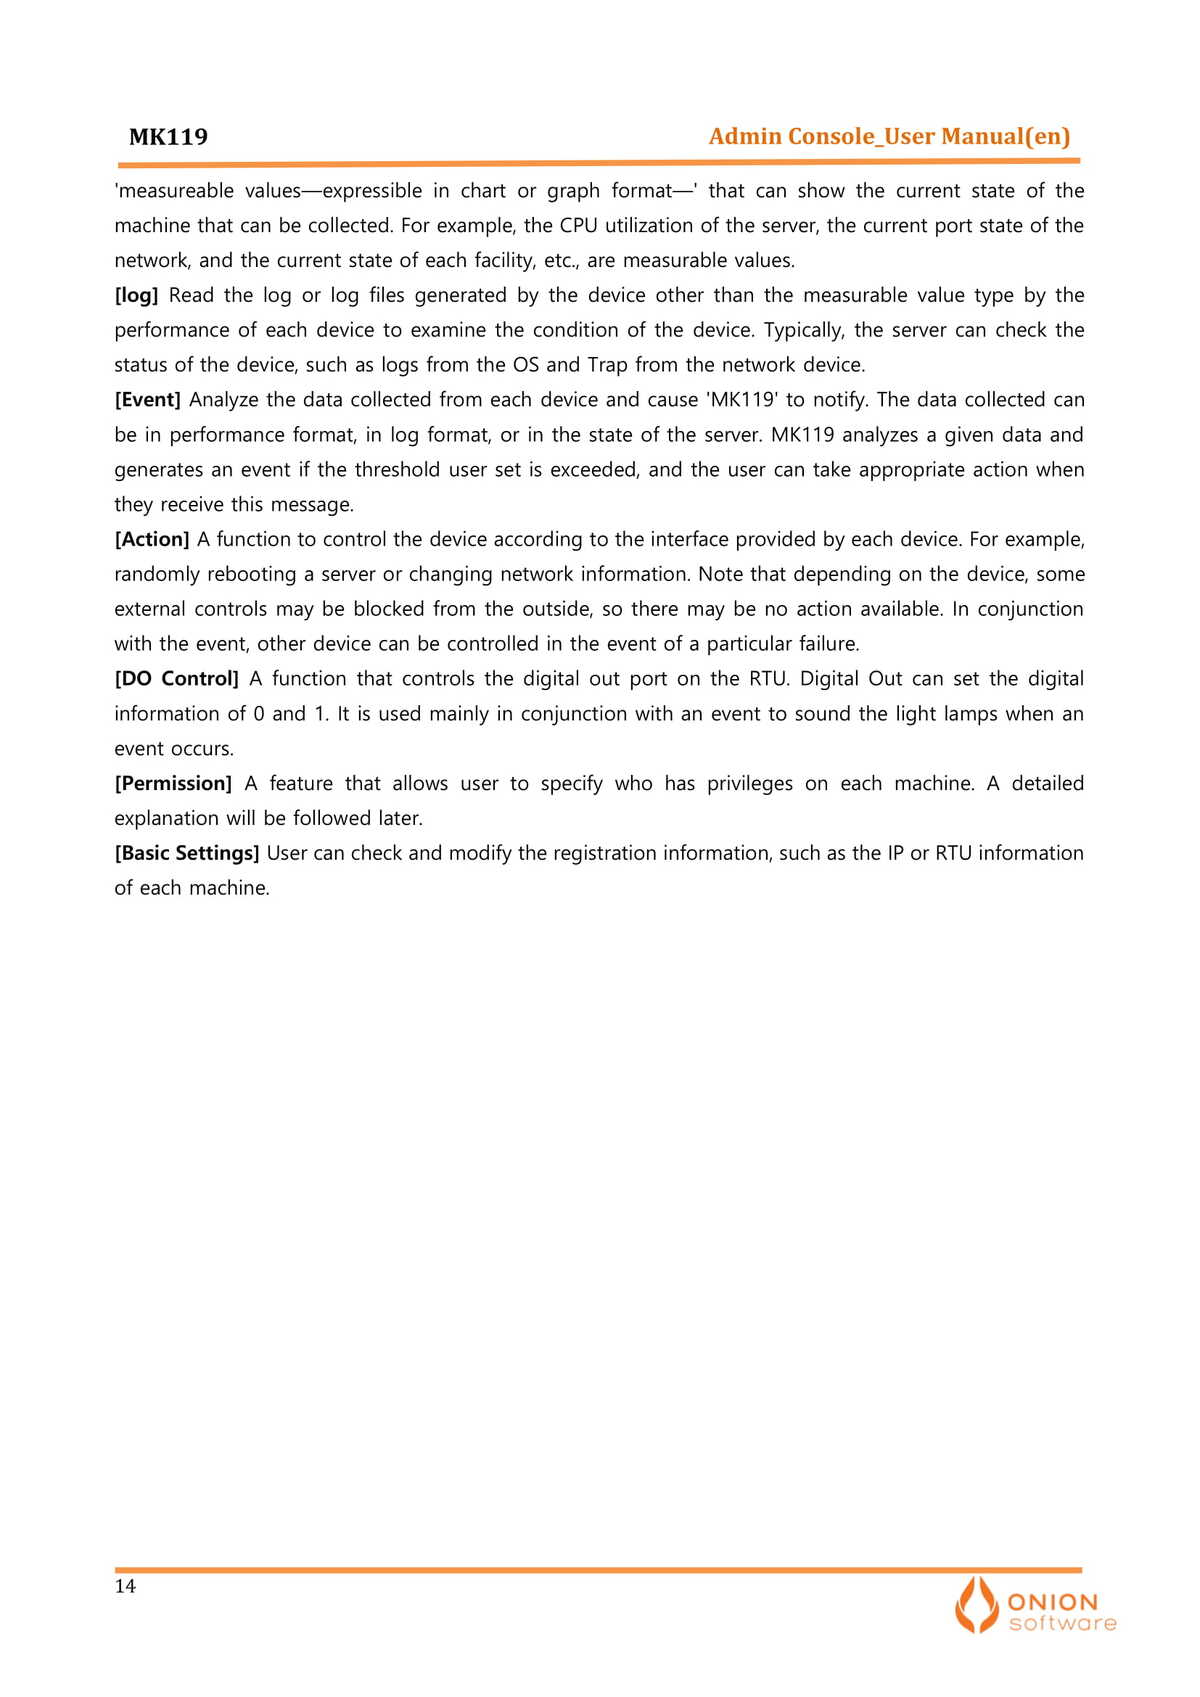 MK119
Admin Console_User Manual(en)
'measureable values—expressible in chart or graph format—' that can show the current state of the
machine that can be collected. For example, the CPU utilization of the server, the current port state of the
network, and the current state of each facility, etc., are measurable values.
[log] Read the log or log files generated by the device other than the measurable value type by the
performance of each device to examine the condition of the device. Typically, the server can check the
status of the device, such as logs from the OS and Trap from the network device.
[Event] Analyze the data collected from each device and cause 'MK119' to notify. The data collected can
be in performance format, in log format, or in the state of the server. MK119 analyzes a given data and
generates an event if the threshold user set is exceeded, and the user can take appropriate action when
they receive this message.
[Action] A function to control the device according to the interface provided by each device. For example,
randomly rebooting a server or changing network information. Note that depending on the device, some
external controls may be blocked from the outside, so there may be no action available. In conjunction
with the event, other device can be controlled in the event of a particular failure.
[DO Control] A function that controls the digital out port on the RTU. Digital Out can set the digital
information of 0 and 1. It is used mainly in conjunction with an event to sound the light lamps when an
event occurs.
[Permission] A feature that allows user to specify who has privileges on each machine. A detailed
explanation will be followed later.
[Basic Settings] User can check and modify the registration information, such as the IP or RTU information
of each machine.
14
ONION
software